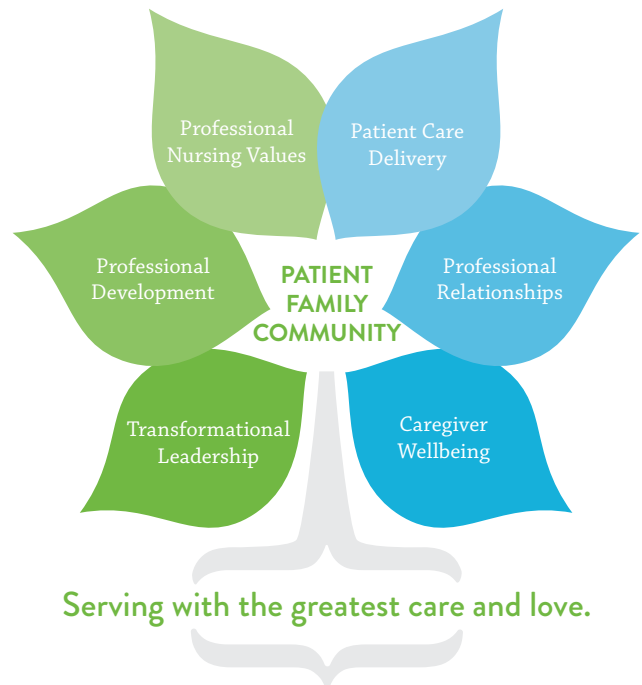 Professional
Nursing Values
Patient Care
Delivery
Professional
Development
PATIENT
FAMILY
COMMUNITY
Professional
Relationships
Transformational
Leadership
Caregiver
Wellbeing
Serving with the greatest care and love.